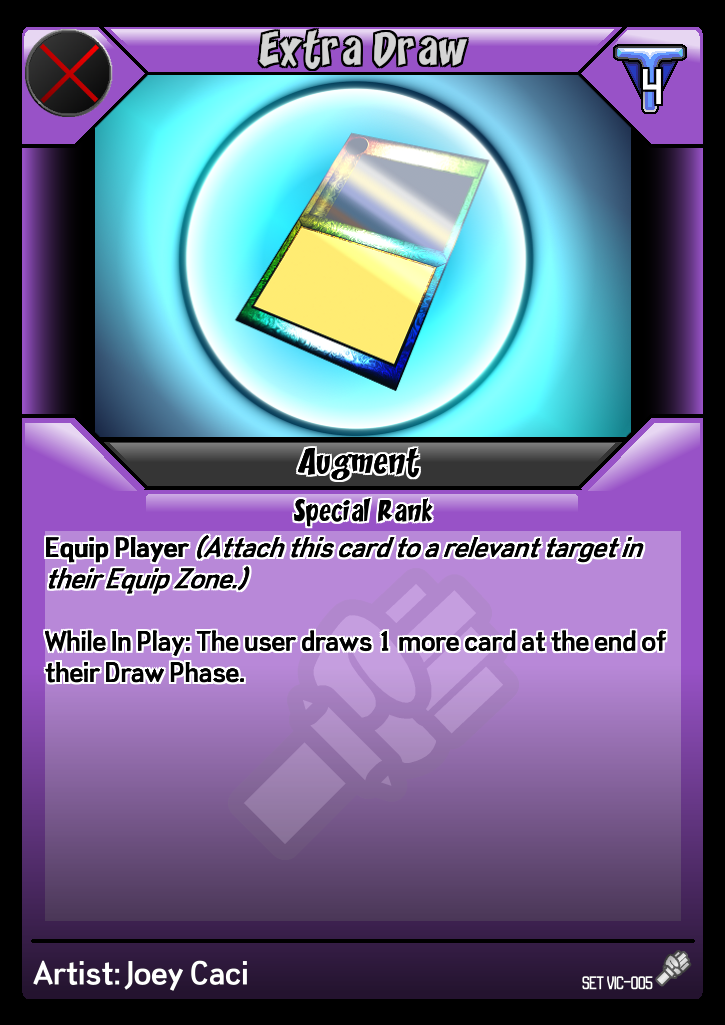 Extra Draw
4
Augment
Special Rank
Equip Player (Attach this card to a relevant target in
their Equip Zone.)
While In Play: The user draws 1 more card at the end of
their Draw Phase.
Artist: Joey Caci
SET VIC-005